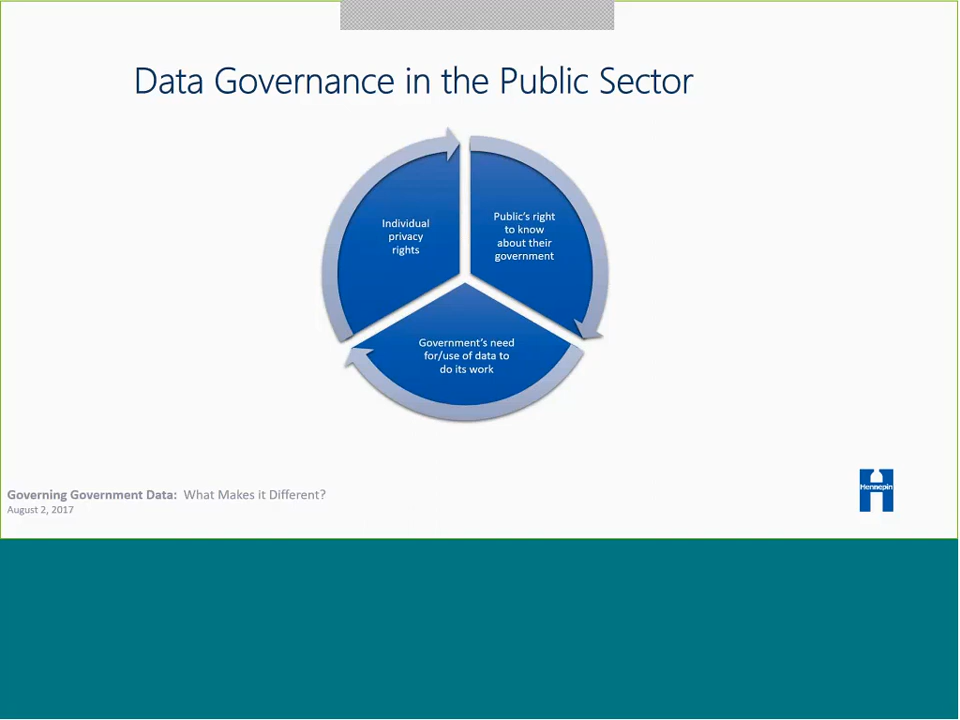 Data Governance in the Public Sector
Individual
privacy
rights
Public's right
to know
about their
government
Government's need
for/use of data to
do its work
Governing Government Data:  What Makes it Different?
August 2, 2017
Hennepin